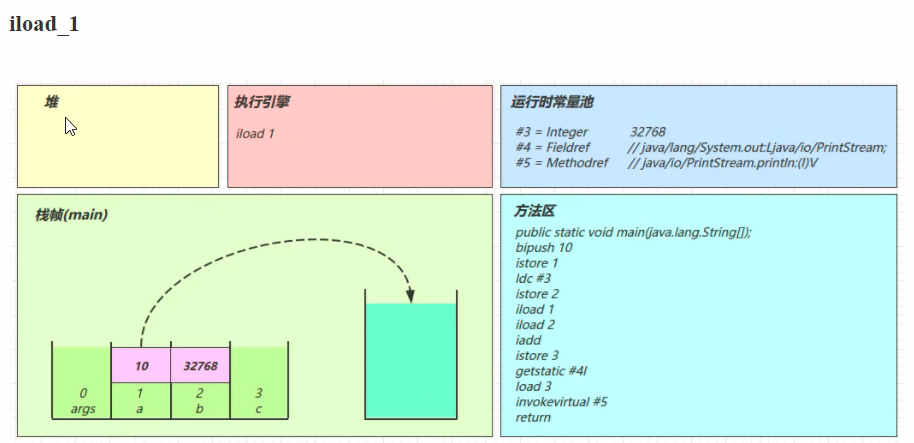 iload_1
堆
执行引擎
iload 1
运行时常量池
#3 = Integer 32768
#4 = Fieldref // java/lang/System.out:Ljava/io/PrintStream;
#5 = Methodref // java/io/PrintStream.println:(I)V
栈帧(main)
10 32768
0 1 2 3
args a b c
方法区
public static void main(java.lang.String[]);
bipush 10
istore 1
ldc #3
istore 2
iload 1
iload 2
iadd
istore 3
getstatic #4l
load 3
invokevirtual #5
return